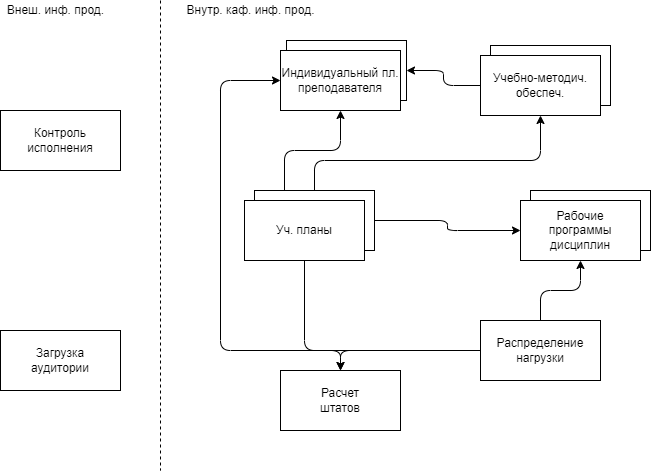 Внеш. инф. прод.
Внутр. каф. инф. прод.
Индивидуальный пл.
преподавателя
Учебно-методич.
обеспеч.
Контроль
исполнения
Уч. планы
Рабочие
программы
дисциплин
Загрузка
аудитории
Распределение
нагрузки
Расчет
штатов